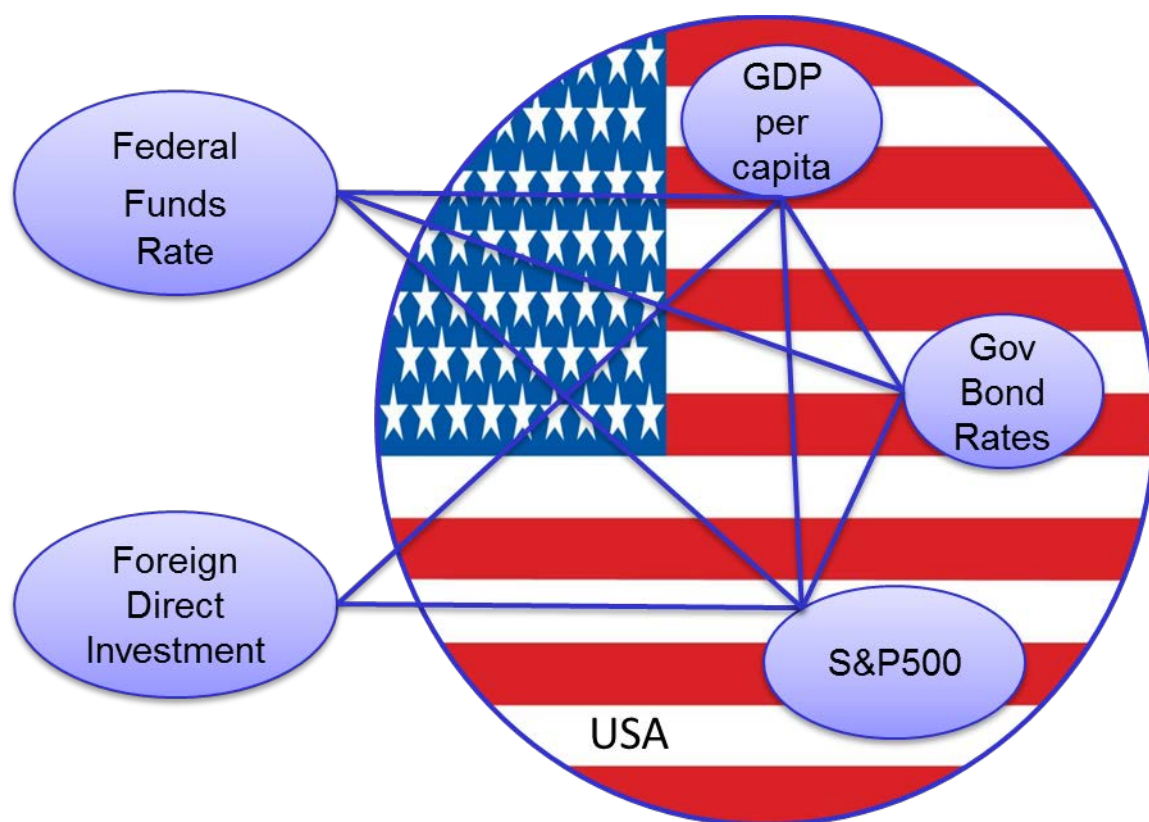 Federal
Funds
Rate
GDP
per
capita
Gov
Bond
Rates
Foreign
Direct
Investment
S&P500
USA